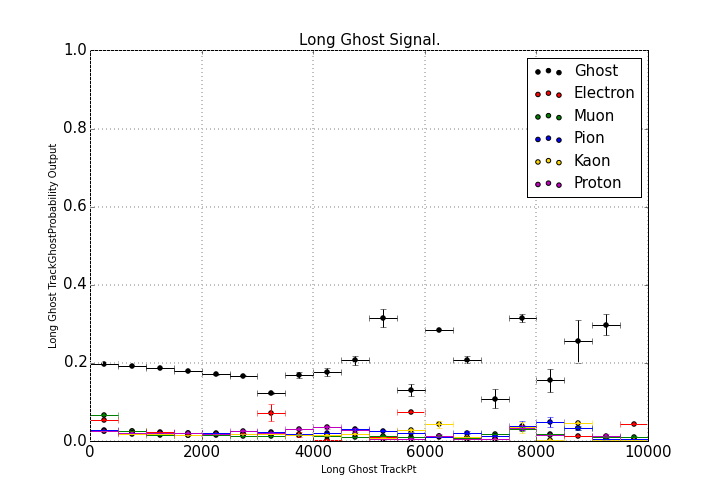 Long Ghost Signal.
1.0
0.8
0.6
0.4
0.2
0.0
Long Ghost TrackGhostProbability Output
Ghost
Electron
Muon
Pion
Kaon
Proton
0
2000
4000
6000
8000
10000
Long Ghost TrackPt